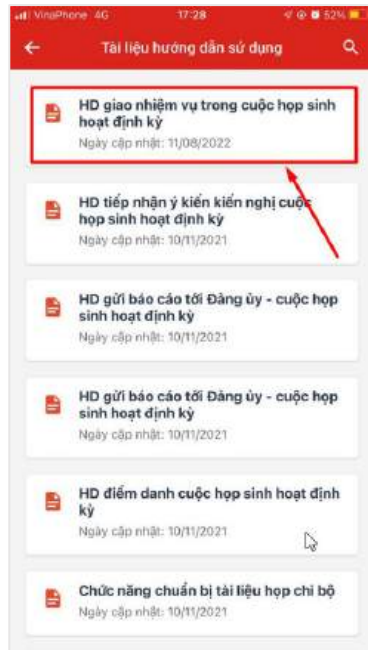 VinaPhone 4G 17:28 52%
Tài liệu hướng dẫn sử dụng
HD giao nhiệm vụ trong cuộc họp sinh
hoạt định kỳ
Ngày cập nhật: 11/08/2022
HD tiếp nhận ý kiến kiến nghị cuộc
họp sinh hoạt định kỳ
Ngày cập nhật: 10/11/2021
HD gửi báo cáo tới Đảng ủy - cuộc họp
sinh hoạt định kỳ
Ngày cập nhật: 10/11/2021
HD gửi báo cáo tới Đảng ủy - cuộc họp
sinh hoạt định kỳ
Ngày cập nhật: 10/11/2021
HD điểm danh cuộc họp sinh hoạt định
kỳ
Ngày cập nhật: 10/11/2021
Chức năng chuẩn bị tài liệu họp chi bộ
Ngày cập nhật: 10/11/2021